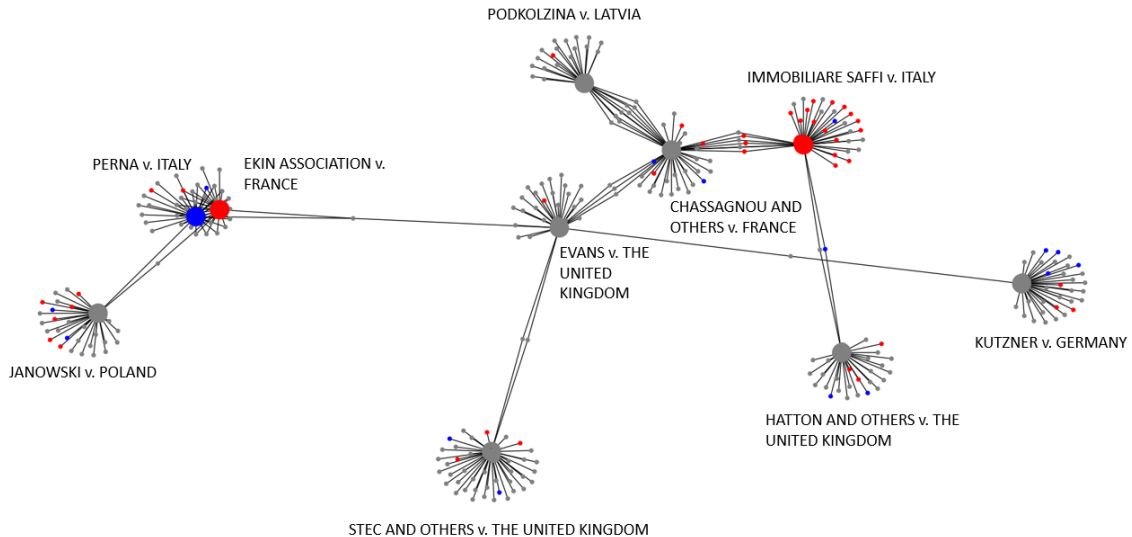 PODKOLZINA v. LATVIA
IMMOBILIARE SAFFI v. ITALY
PERNA v. ITALY
EKIN ASSOCIATION v.
FRANCE
CHASSAGNOU AND
OTHERS v. FRANCE
EVANS v. THE
UNITED
KINGDOM
KUTZNER v. GERMANY
JANOWSKI v. POLAND
HATTON AND OTHERS v. THE
UNITED KINGDOM
STEC AND OTHERS v. THE UNITED KINGDOM